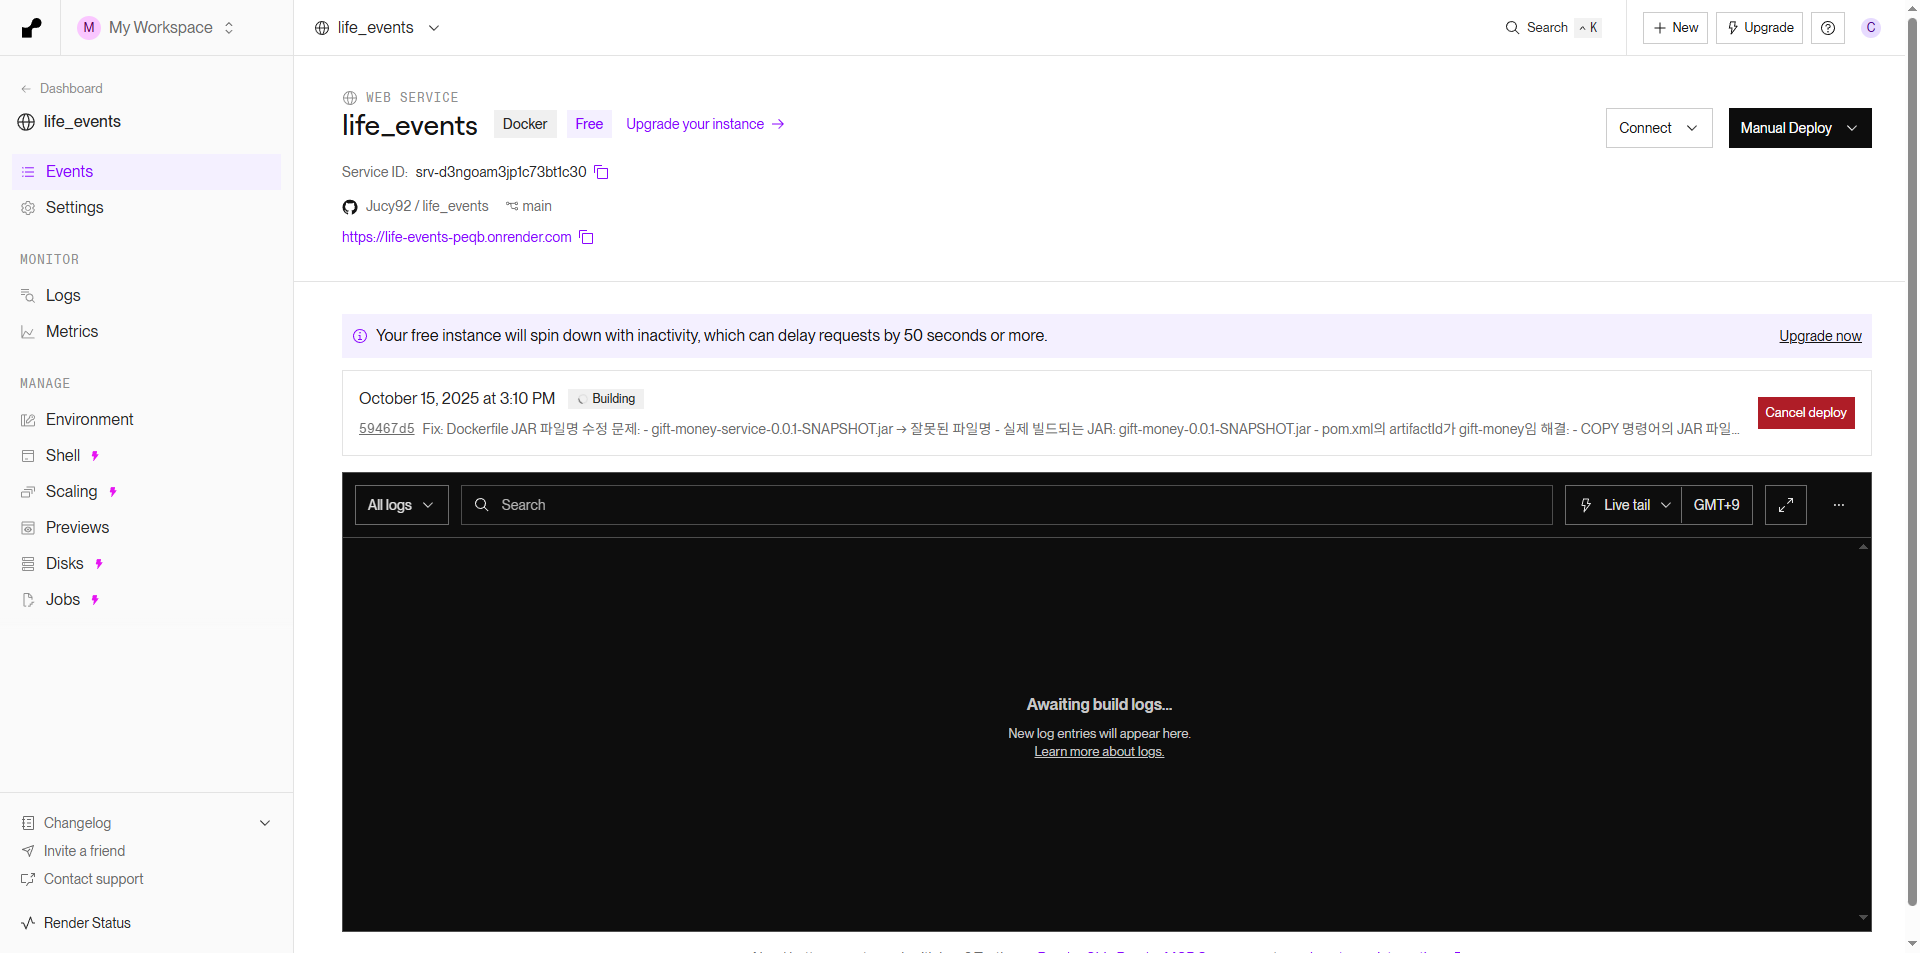 M My Workspace
life_events
Search ^ K
New
Upgrade
C
Dashboard
life_events
Events
Settings
MONITOR
Logs
Metrics
MANAGE
Environment
Shell
Scaling
Previews
Disks
Jobs
Changelog
Invite a friend
Contact support
Render Status
WEB SERVICE
life_events Docker Free Upgrade your instance →
Connect
Manual Deploy
Service ID: srv-d3ngoam3jp1c73bt1c30
Jucy92 / life_events main
https://life-events-peqb.onrender.com
Your free instance will spin down with inactivity, which can delay requests by 50 seconds or more.
Upgrade now
October 15, 2025 at 3:10 PM Building
59467d5 Fix: Dockerfile JAR 파일명 수정 문제: - gift-money-service-0.0.1-SNAPSHOT.jar → 잘못된 파일명 - 실제 빌드되는 JAR: gift-money-0.0.1-SNAPSHOT.jar - pom.xml의 artifactId가 gift-money임 해결: - COPY 명령어의 JAR 파일...
Cancel deploy
All logs
Search
Live tail
GMT+9
...
Awaiting build logs...
New log entries will appear here.
Learn more about logs.